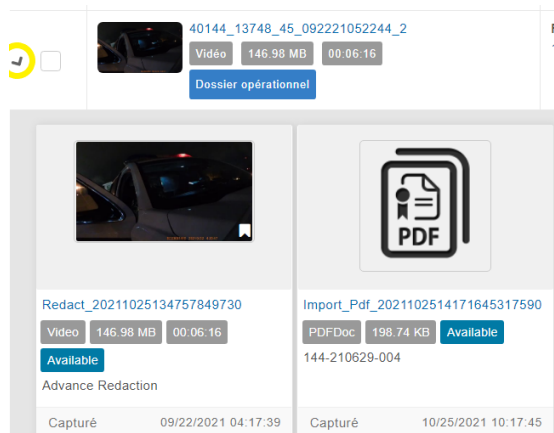 40144_13748_45_092221052244_2
Vidéo 146.98 MB 00:06:16
Dossier opérationnel
PDF
Redact_20211025134757849730
Import_Pdf_2021102514171645317590
Video 146.98 MB 00:06:16
PDFDoc 198.74 KB Available
Available
144-210629-004
Advance Redaction
Capturé 09/22/2021 04:17:39
Capturé 10/25/2021 10:17:45